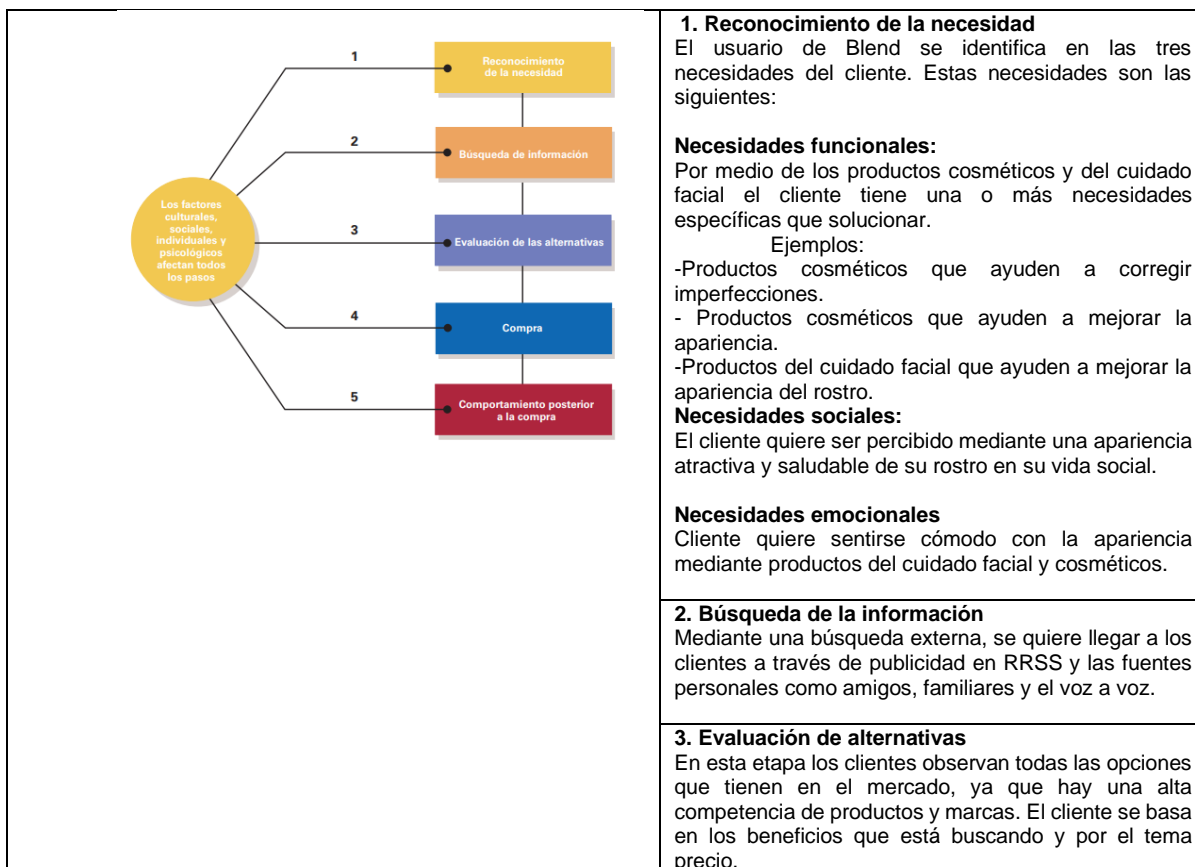 1
Reconocimiento
de la necesidad
2
Búsqueda de información
Los factores
culturales,
sociales,
individuales y
psicológicos
afectan todos
los pasos
3
Evaluación de las alternativas
4
Compra
5
Comportamiento posterior
a la compra
1. Reconocimiento de la necesidad
El usuario de Blend se identifica en las tres
necesidades del cliente. Estas necesidades son las
siguientes:
Necesidades funcionales:
Por medio de los productos cosméticos y del cuidado
facial el cliente tiene una o más necesidades
específicas que solucionar.
Ejemplos:
-Productos cosméticos que ayuden a corregir
imperfecciones.
- Productos cosméticos que ayuden a mejorar la
apariencia.
-Productos del cuidado facial que ayuden a mejorar la
apariencia del rostro.
Necesidades sociales:
El cliente quiere ser percibido mediante una apariencia
atractiva y saludable de su rostro en su vida social.
Necesidades emocionales
Cliente quiere sentirse cómodo con la apariencia
mediante productos del cuidado facial y cosméticos.
2. Búsqueda de la información
Mediante una búsqueda externa, se quiere llegar a los
clientes a través de publicidad en RRSS y las fuentes
personales como amigos, familiares y el voz a voz.
3. Evaluación de alternativas
En esta etapa los clientes observan todas las opciones
que tienen en el mercado, ya que hay una alta
competencia de productos y marcas. El cliente se basa
en los beneficios que está buscando y por el tema
precio.